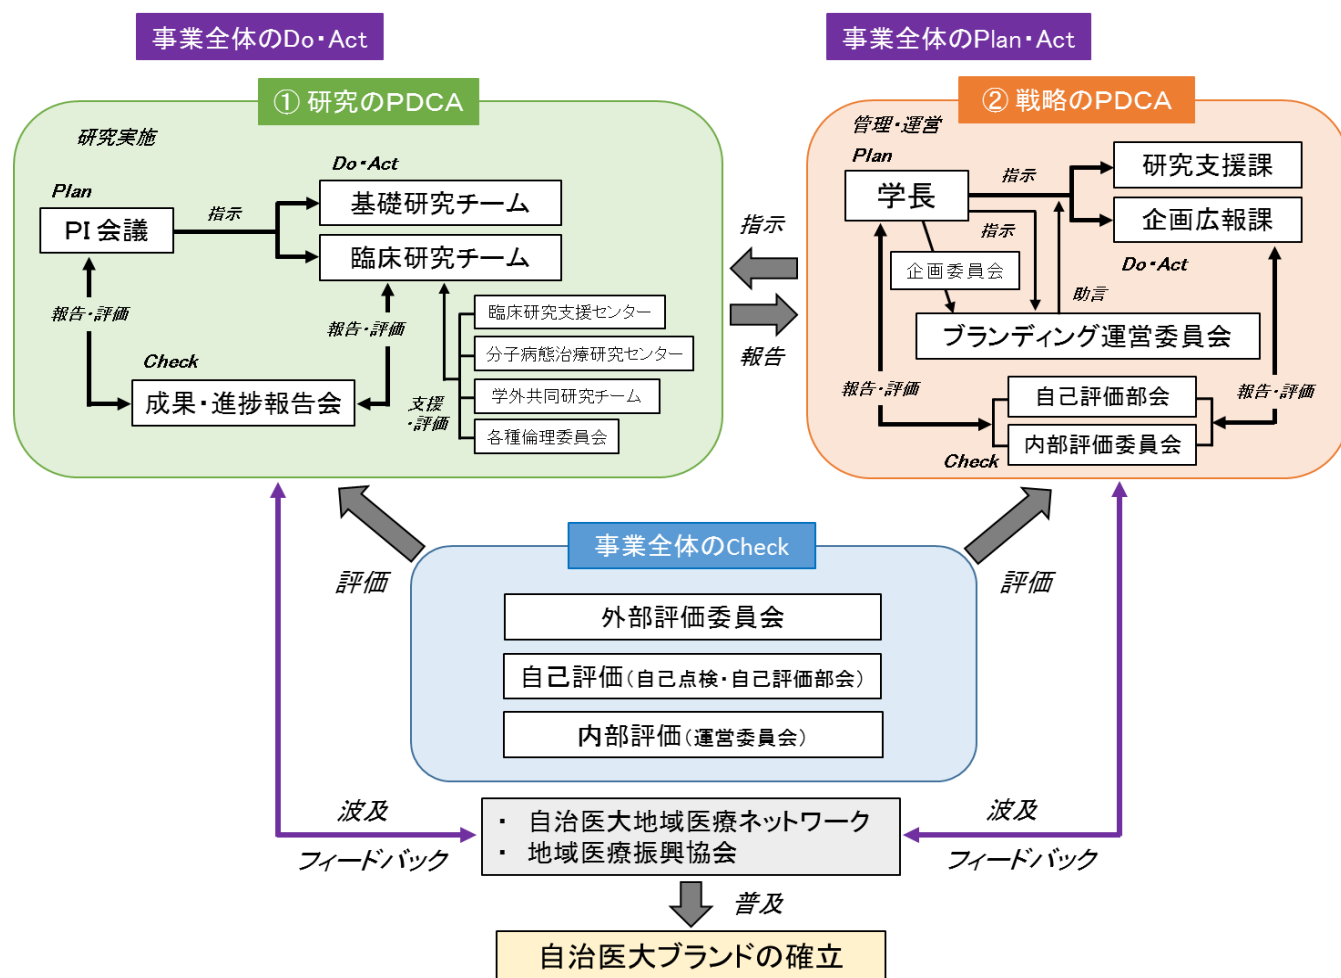 事業全体のDo・Act
事業全体のPlan・Act
① 研究のPDCA
研究実施
Do・Act
Plan
基礎研究チーム
指示
PI 会議
臨床研究チーム
報告・評価
報告・評価
臨床研究支援センター
分子病態治療研究センター
学外共同研究チーム
各種倫理委員会
Check
成果・進捗報告会
支援
・評価
指示
報告
② 戦略のPDCA
管理・運営
Plan
学長
指示
研究支援課
企画広報課
指示
企画委員会
Do・Act
助言
ブランディング運営委員会
報告・評価
報告・評価
自己評価部会
内部評価委員会
Check
事業全体のCheck
評価
評価
外部評価委員会
自己評価(自己点検・自己評価部会)
内部評価(運営委員会)
波及
フィードバック
・ 自治医大地域医療ネットワーク
・ 地域医療振興協会
波及
フィードバック
普及
自治医大ブランドの確立